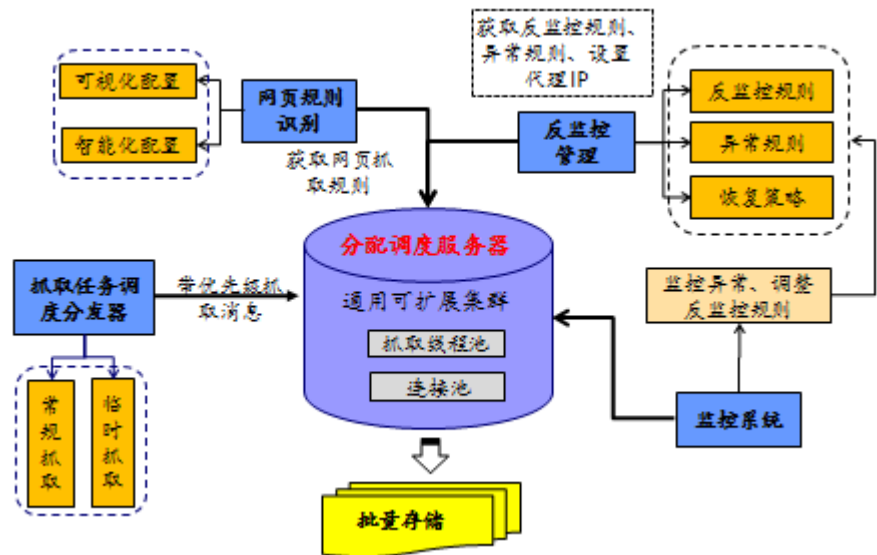 获取反监控规则、
异常规则、设置
代理IP
可视化配置
智能化配置
网页规则
识别
获取网页抓
取规则
反监控
管理
反监控规则
异常规则
恢复策略
分配调度服务器
通用可扩展集群
抓取线程池
连接池
抓取任务调
度分发器
带优先级抓
取消息
常规抓取
临时抓取
监控异常、调整
反监控规则
监控系统
批量存储